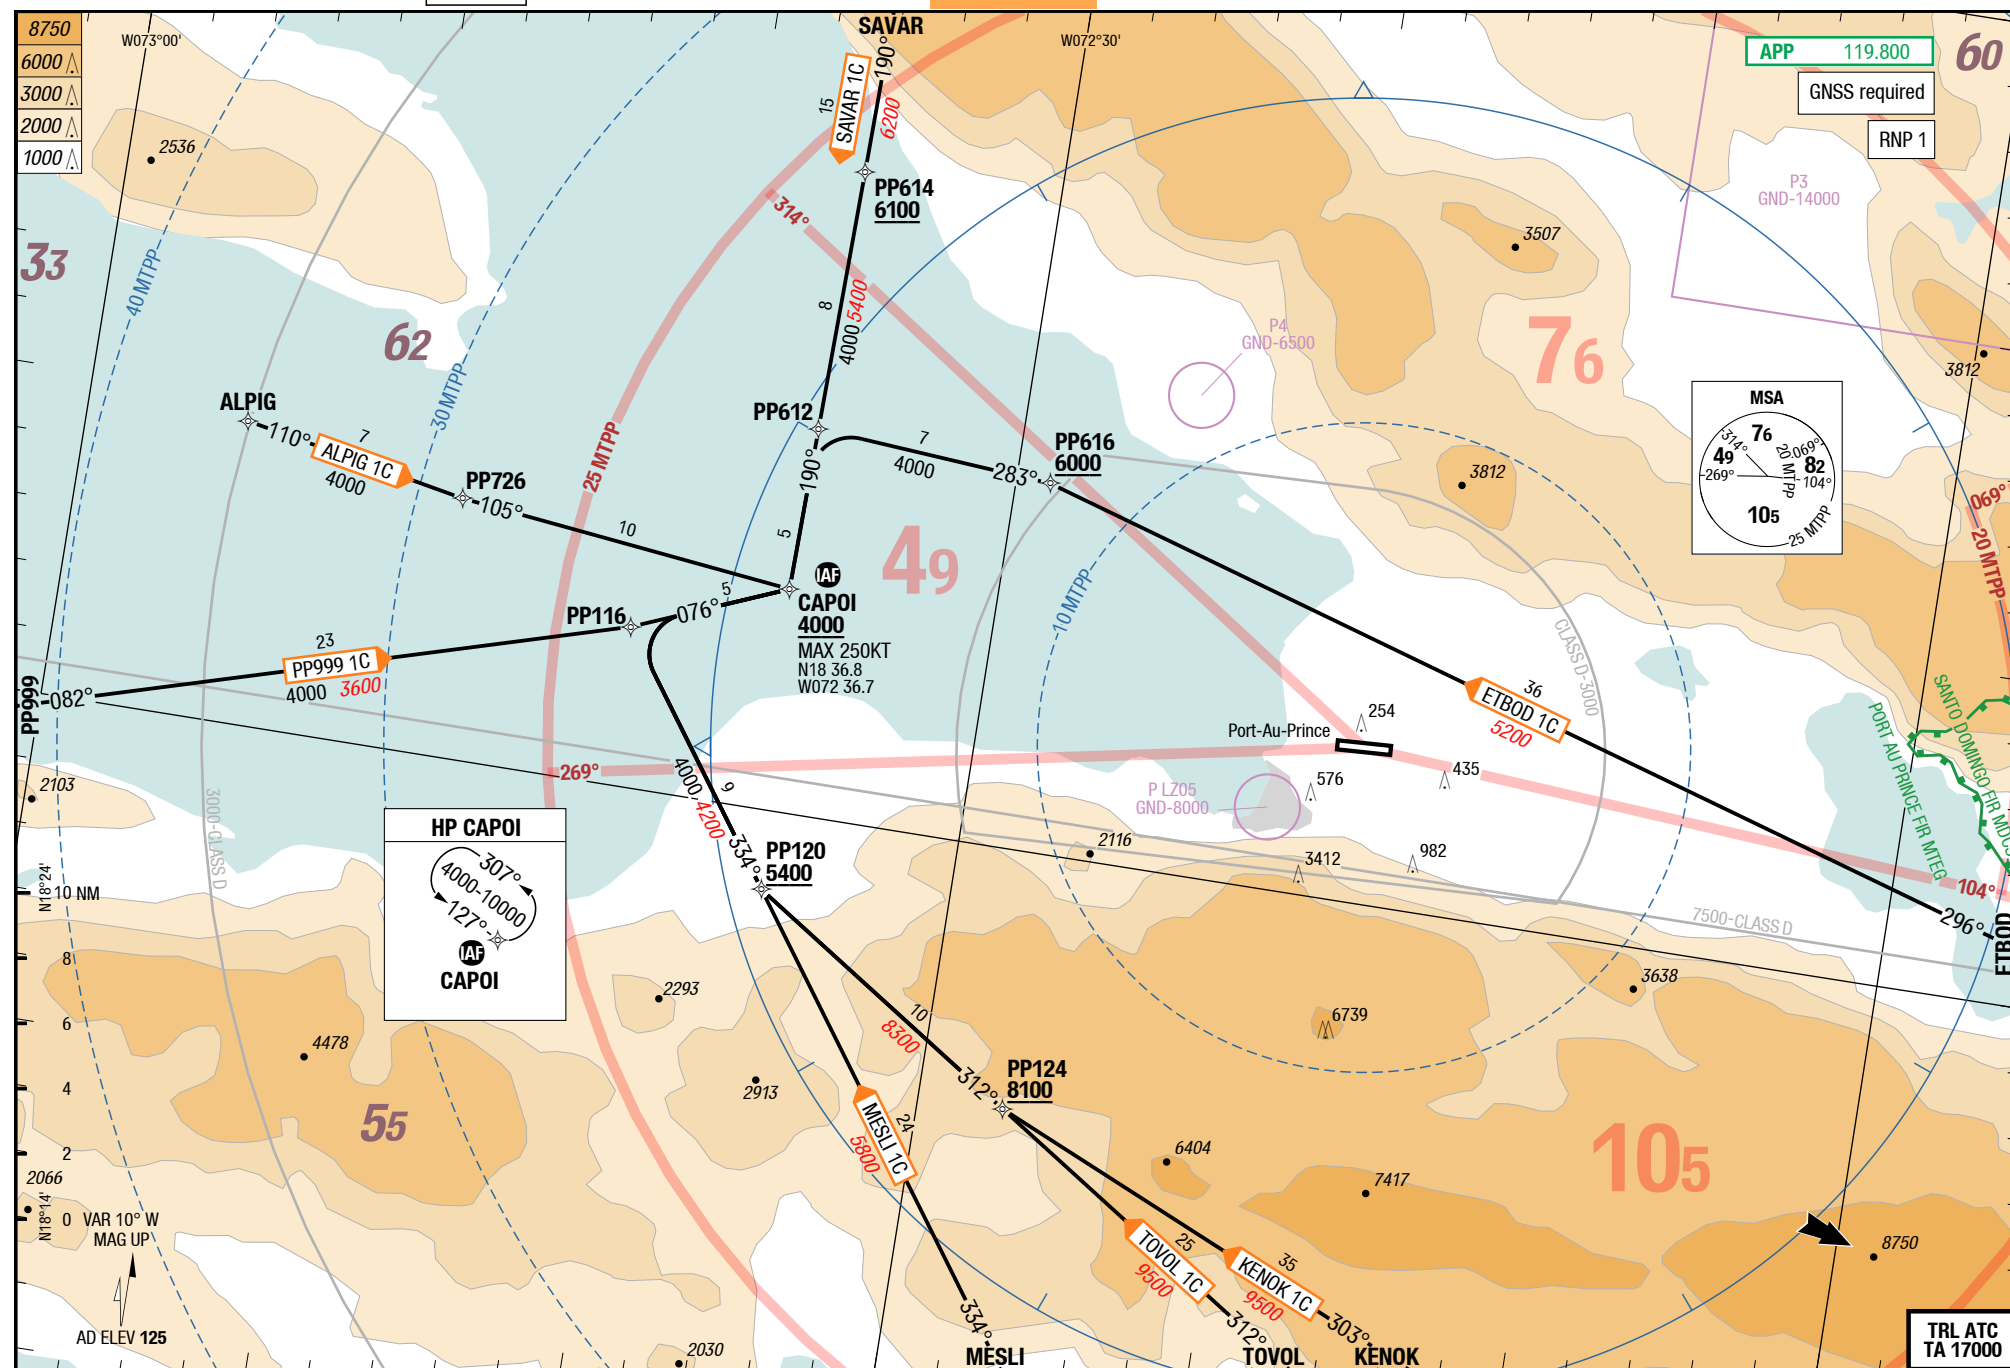 8750
6000
3000
2000
1000
W073°00'
SAVAR
W072°30'
APP 119.800
60
GNSS required
RNP 1
190°
15
SAVAR 1C
6200
2536
P3
GND-14000
PP614
6100
314°
3507
33
40 MTPP
8
5400
4000
62
P4
GND-6500
76
3812
30 MTPP
ALPIG
110°
7
ALPIG 1C
4000
25 MTPP
PP612
7
4000
283°
PP616
6000
MSA
76
314°
069°
49
82
20 MTPP
269°
104°
105
25 MTPP
3812
PP726
105°
10
190°
5
49
069°
20 MTPP
IAF
CAPOI
4000
MAX 250KT
N18 36.8
W072 36.7
10 MTPP
CLASS D-3000
PP116
076°
5
23
PP999 1C
4000 3600
PP999
082°
36
ETBOD 1C
5200
SANTO DOMINGO FIR MDCS
PORT AU PRINCE FIR MTEG
Port-Au-Prince
254
269°
435
576
P LZ05
GND-8000
2103
3000-CLASS D
4000
4200
9
334°
HP CAPOI
307°
4000-10000
127°
IAF
CAPOI
PP120
5400
2116
3412
982
104°
7500-CLASS D
296°
ETBOD
N18°24'
10 NM
8
6
4
2
0
2293
3638
4478
6739
10
8300
2913
312°
PP124
8100
55
24
MESLI 1C
5800
6404
7417
105
2066
N18°14'
VAR 10° W
MAG UP
8750
25
TOVOL 1C
9500
35
KENOK 1C
9500
AD ELEV 125
2030
334°
MESLI
312°
TOVOL
303°
KENOK
TRL ATC
TA 17000